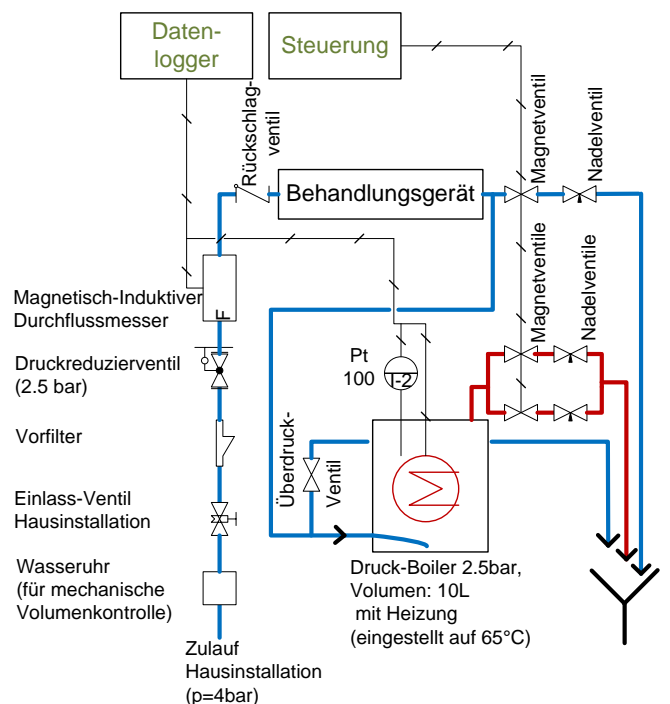 Daten-
logger
Steuerung
Rückschlag-
ventil
Behandlungsgerät
Magnetventil
Nadelventil
Magnetisch-Induktiver
Durchflussmesser
F
Druckreduzierventil
(2.5 bar)
Pt
100
I-2
Magnetventile
Nadelventile
Vorfilter
Überdruck-
Ventil
Einlass-Ventil
Hausinstallation
Wasseruhr
(für mechanische
Volumenkontrolle)
Druck-Boiler 2.5bar,
Volumen: 10L
mit Heizung
(eingestellt auf 65°C)
Zulauf
Hausinstallation
(p=4bar)